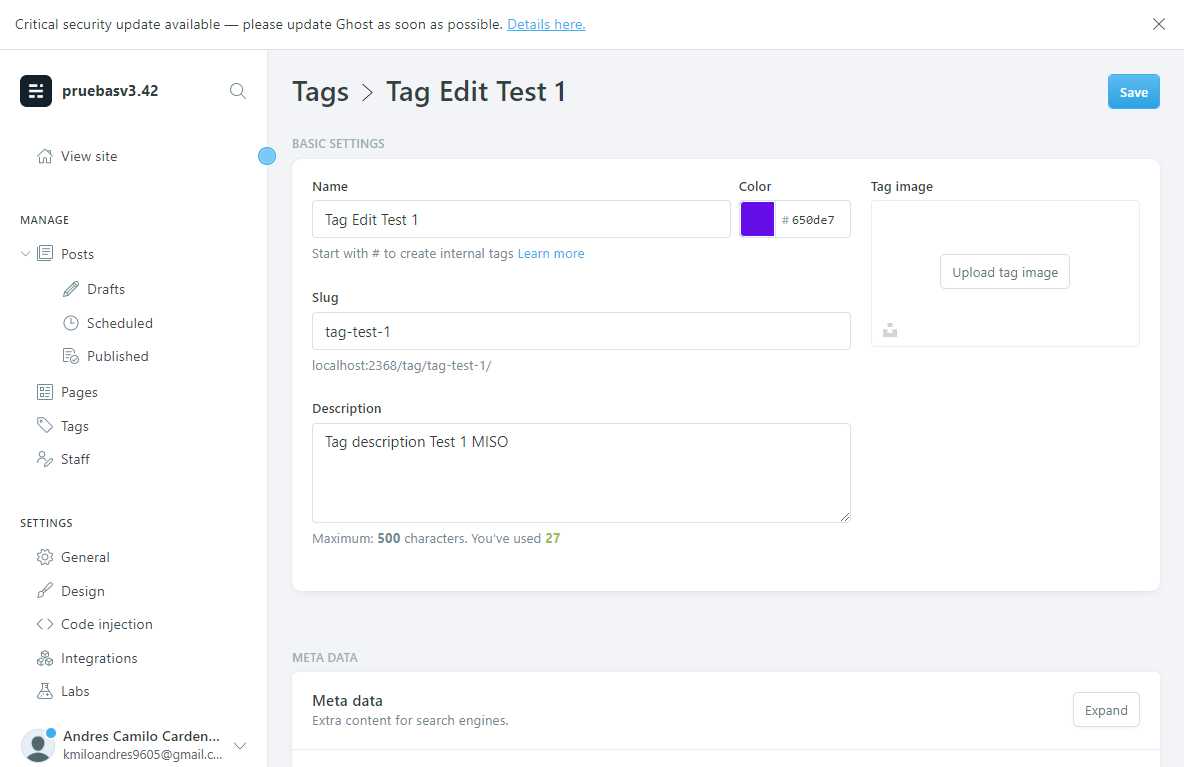 Critical security update available — please update Ghost as soon as possible. Details here.
pruebasv3.42
View site
MANAGE
Posts
Drafts
Scheduled
Published
Pages
Tags
Staff
SETTINGS
General
Design
Code injection
Integrations
Labs
Andres Camilo Carden...
kmiloandres9605@gmail.c...
Tags > Tag Edit Test 1
Save
BASIC SETTINGS
Name
Tag Edit Test 1
Start with # to create internal tags Learn more
Color
# 650de7
Slug
tag-test-1
localhost:2368/tag/tag-test-1/
Description
Tag description Test 1 MISO
Maximum: 500 characters. You've used 27
Tag image
Upload tag image
META DATA
Meta data
Extra content for search engines.
Expand